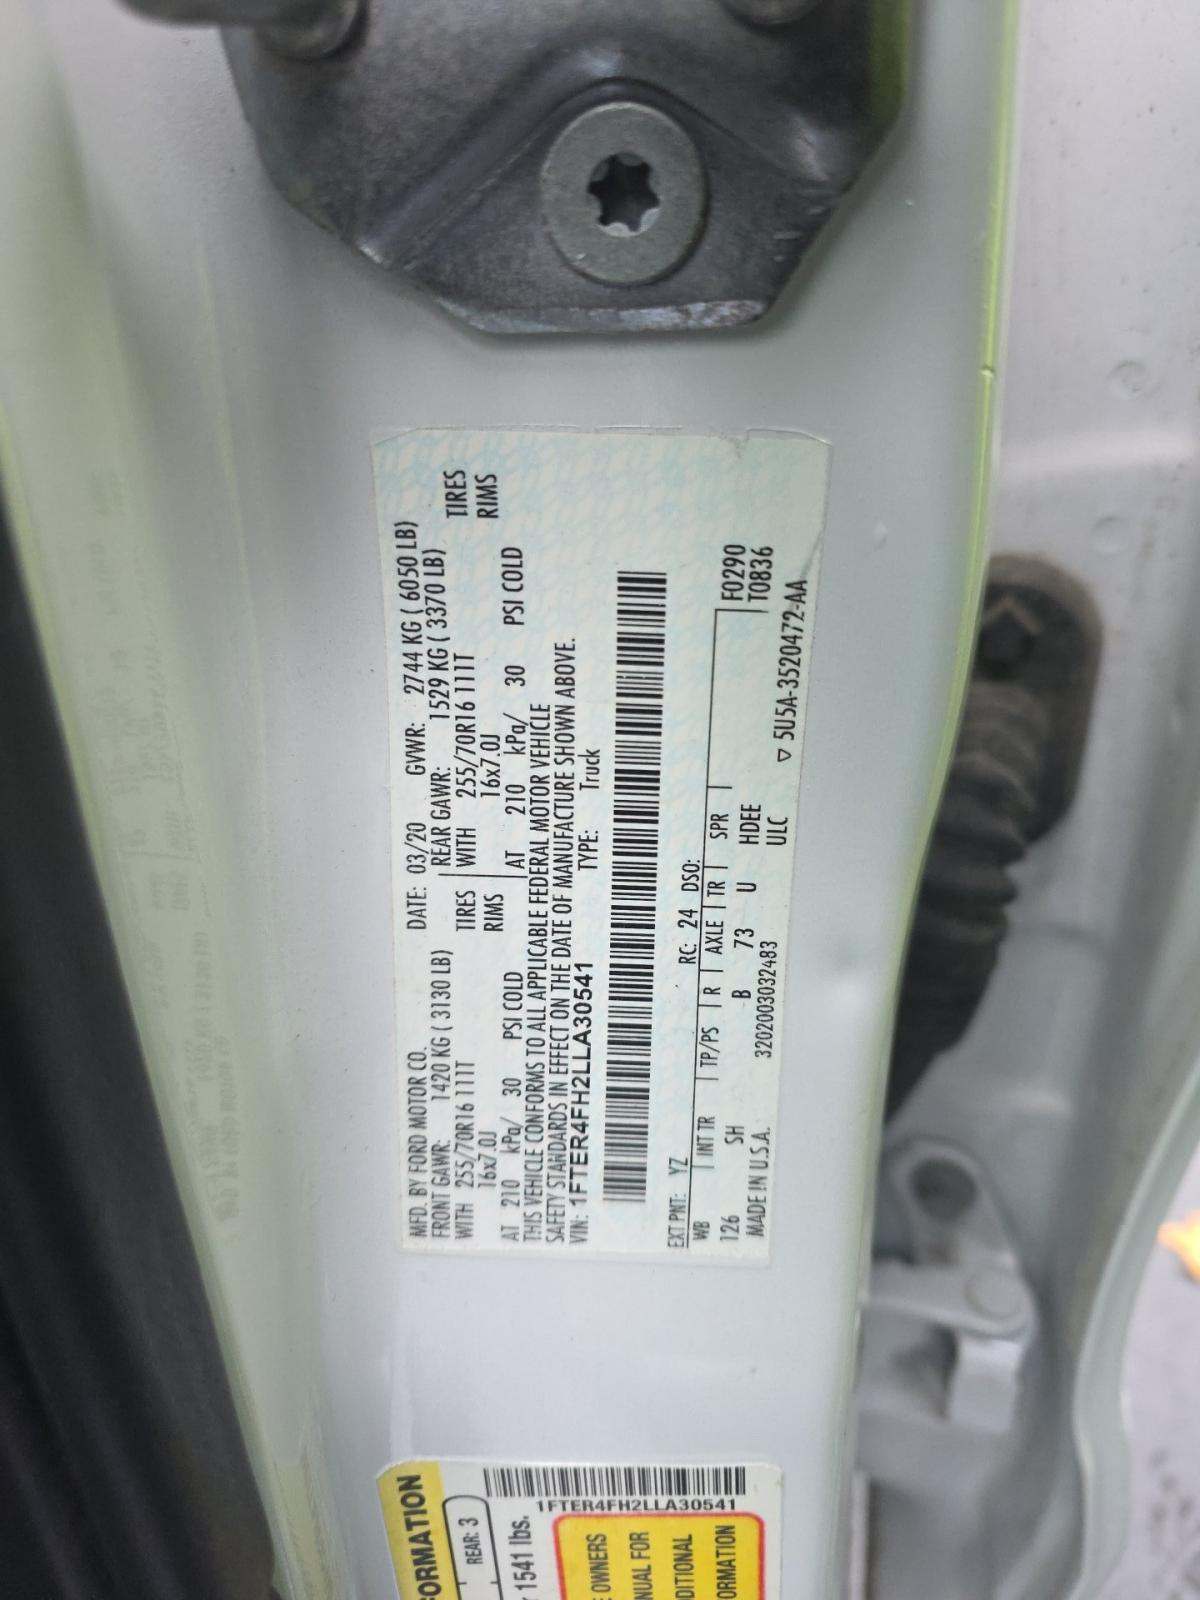 MFD. BY FORD MOTOR CO. DATE: 03/20 GVWR: 2744 KG ( 6050 LB)
FRONT GAWR: 1420 KG ( 3130 LB) REAR GAWR: 1529 KG ( 3370 LB)
WITH 255/70R16 111T TIRES WITH 255/70R16 111T TIRES
16x7.0J RIMS 16x7.0J RIMS
AT 210 kPa/ 30 PSI COLD AT 210 kPa/ 30 PSI COLD
THIS VEHICLE CONFORMS TO ALL APPLICABLE FEDERAL MOTOR VEHICLE
SAFETY STANDARDS IN EFFECT ON THE DATE OF MANUFACTURE SHOWN ABOVE.
VIN: 1FTER4FH2LLA30541 TYPE: Truck
EXT PNT: YZ RC: 24 DSO: F0290
WB INT TR TP/PS R AXLE TR SPR T0836
126 SH B 73 U HDEE
MADE IN U.S.A. 3202003032483 ULC ▽ 5U5A-3520472-AA
ORMATION
REAR: 3
1541 lbs.
1FTER4FH2LLA30541
OWNERS
NUAL FOR
DITIONAL
ORMATION